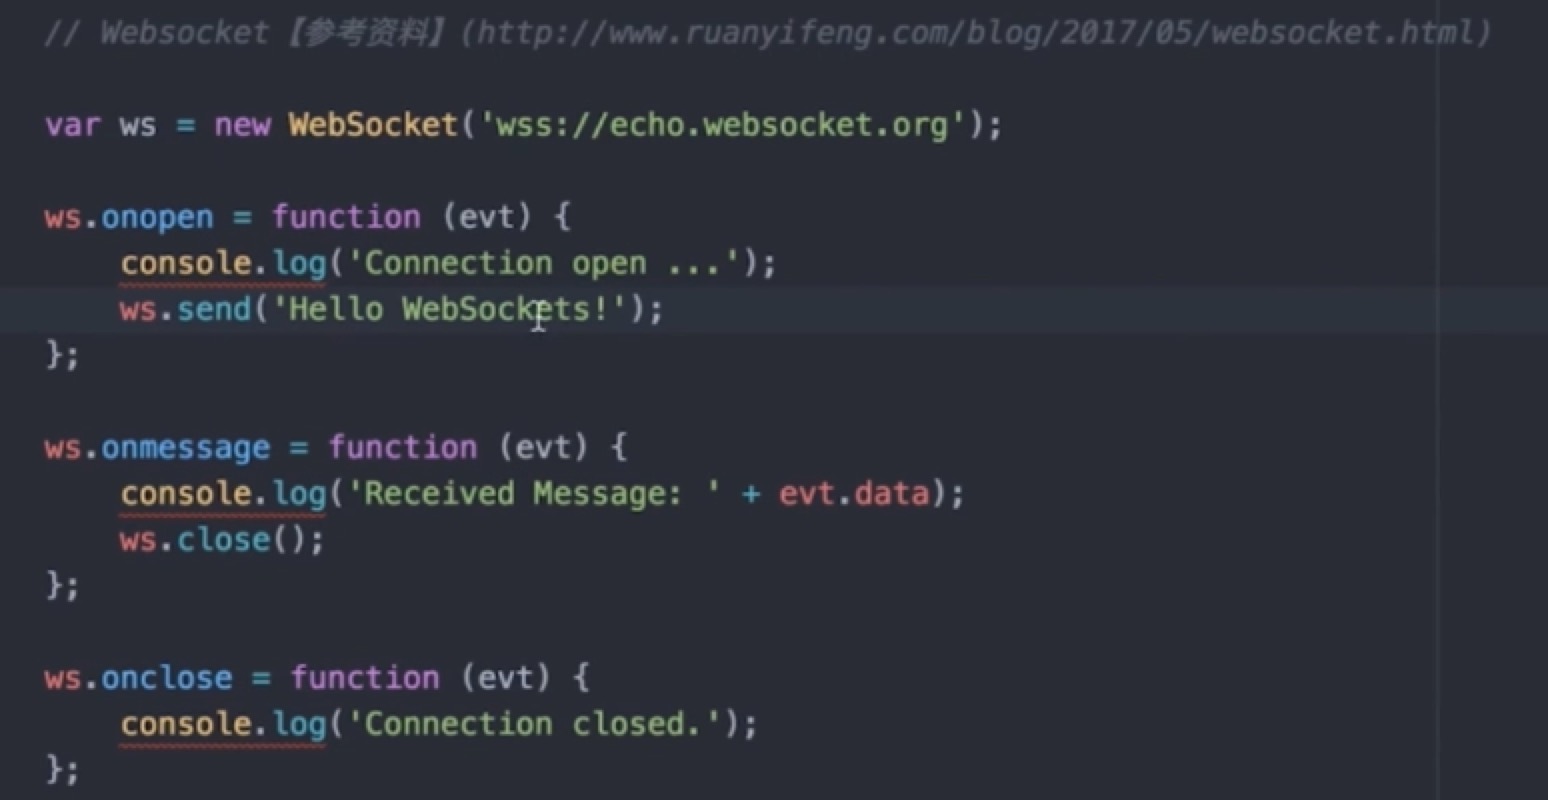 // Websocket【参考资料】(http://www.ruanyifeng.com/blog/2017/05/websocket.html)
var ws = new WebSocket('wss://echo.websocket.org');
ws.onopen = function (evt) {
    console.log('Connection open ...');
    ws.send('Hello WebSockets!');
};
ws.onmessage = function (evt) {
    console.log('Received Message: ' + evt.data);
    ws.close();
};
ws.onclose = function (evt) {
    console.log('Connection closed.');
};